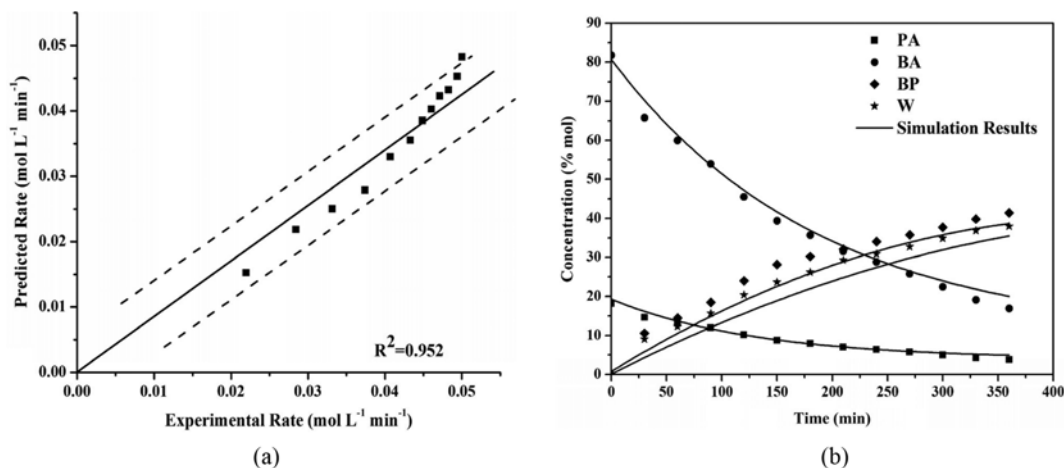 Predicted Rate (mol L⁻¹ min⁻¹)
0.05
0.04
0.03
0.02
0.01
0.00
0.00 0.01 0.02 0.03 0.04 0.05
Experimental Rate (mol L⁻¹ min⁻¹)
R²=0.952
(a)
Concentration (% mol)
90
80
70
60
50
40
30
20
10
0
0 50 100 150 200 250 300 350 400
Time (min)
PA
BA
BP
W
Simulation Results
(b)